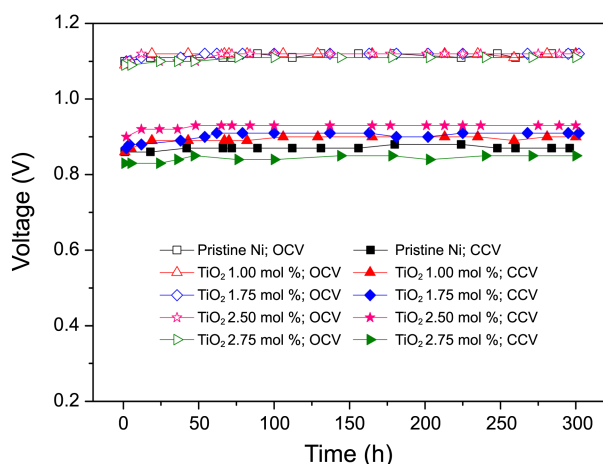 1.2
1.0
0.8
0.6
0.4
0.2
Voltage (V)
Pristine Ni; OCV Pristine Ni; CCV
TiO2 1.00 mol %; OCV TiO2 1.00 mol %; CCV
TiO2 1.75 mol %; OCV TiO2 1.75 mol %; CCV
TiO2 2.50 mol %; OCV TiO2 2.50 mol %; CCV
TiO2 2.75 mol %; OCV TiO2 2.75 mol %; CCV
0 50 100 150 200 250 300
Time (h)